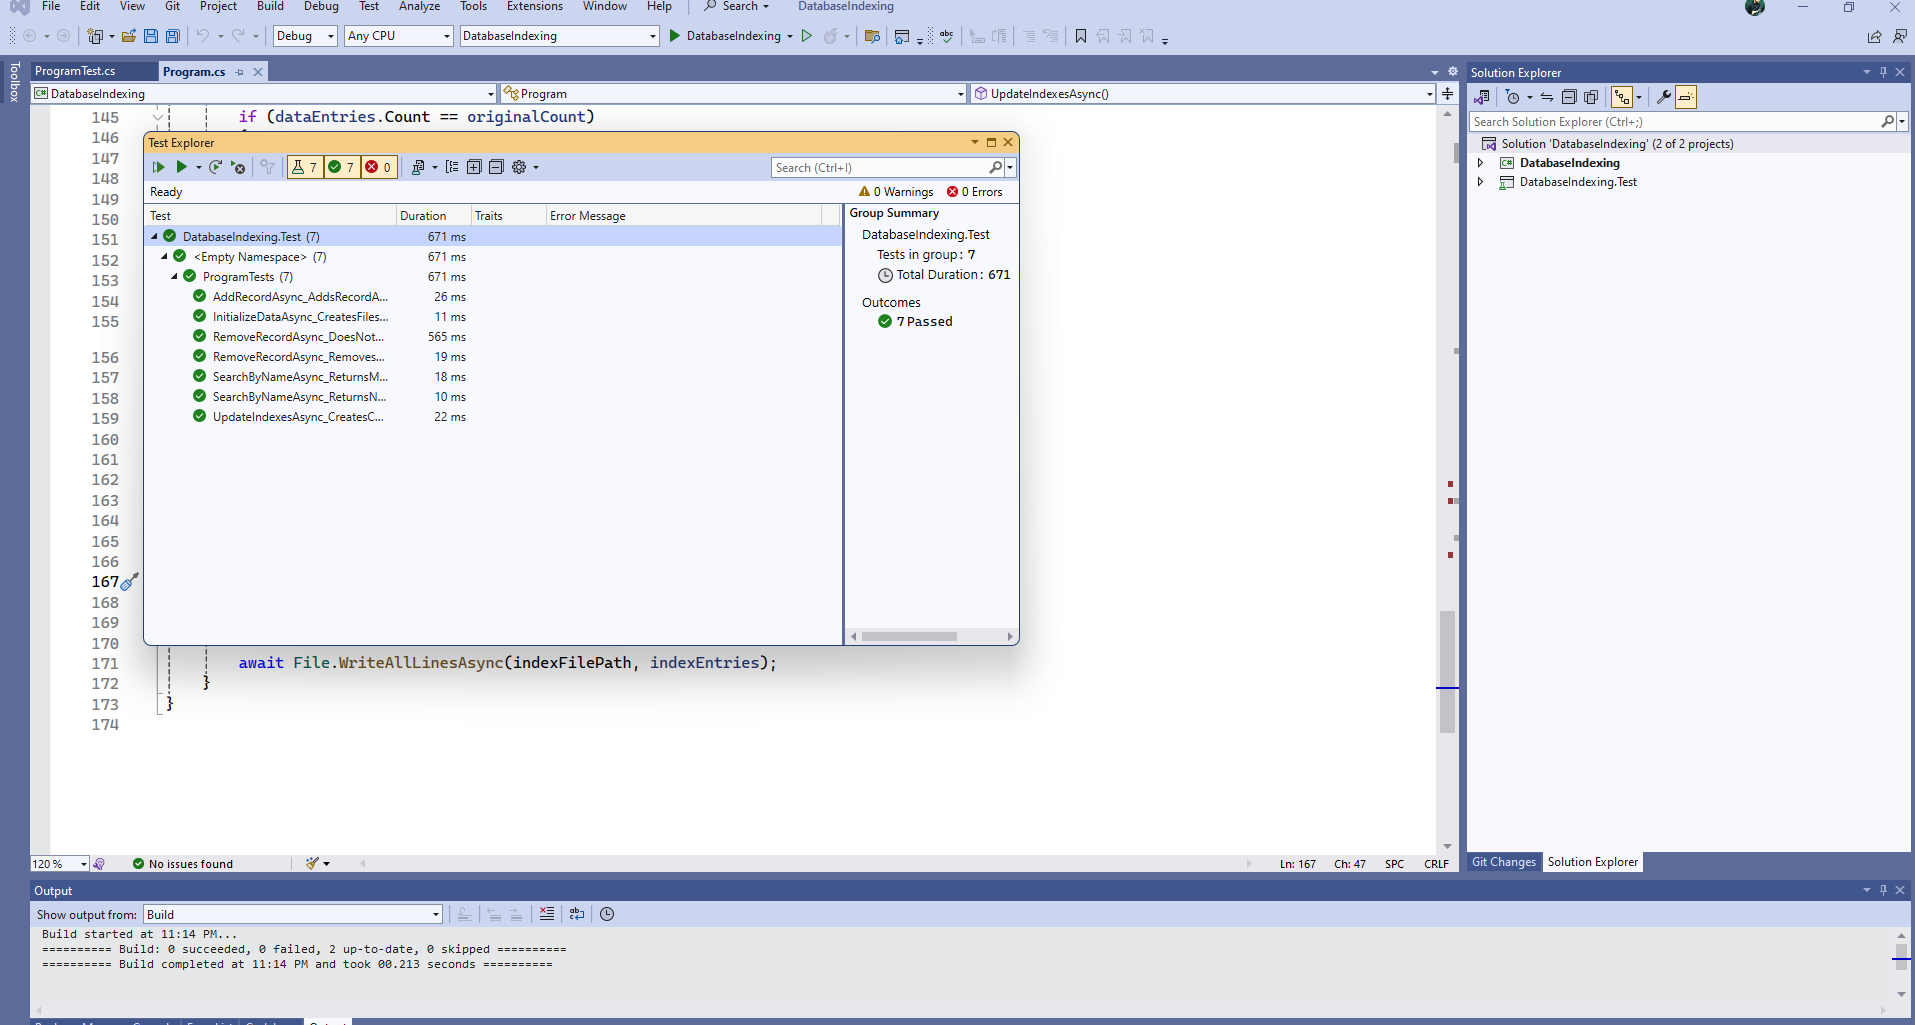 File Edit View Git Project Build Debug Test Analyze Tools Extensions Window Help Search DatabaseIndexing
Debug Any CPU DatabaseIndexing DatabaseIndexing
Toolbox
ProgramTest.cs Program.cs
DatabaseIndexing Program UpdateIndexesAsync()
145 if (dataEntries.Count == originalCount)
146
147
148
149
150
151
152
153
154
155
156
157
158
159
160
161
162
163
164
165
166
167
168
169
170
171 await File.WriteAllLinesAsync(indexFilePath, indexEntries);
172 }
173 }
174
Test Explorer
7 7 0 Search (Ctrl+I)
Ready 0 Warnings 0 Errors
Test Duration Traits Error Message
DatabaseIndexing.Test (7) 671 ms
<Empty Namespace> (7) 671 ms
ProgramTests (7) 671 ms
AddRecordAsync_AddsRecordA... 26 ms
InitializeDataAsync_CreatesFiles... 11 ms
RemoveRecordAsync_DoesNot... 565 ms
RemoveRecordAsync_Removes... 19 ms
SearchByNameAsync_ReturnsM... 18 ms
SearchByNameAsync_ReturnsN... 10 ms
UpdateIndexesAsync_CreatesC... 22 ms
Group Summary
DatabaseIndexing.Test
Tests in group: 7
Total Duration: 671
Outcomes
7 Passed
120 % No issues found Ln: 167 Ch: 47 SPC CRLF
Solution Explorer
Search Solution Explorer (Ctrl+;)
Solution 'DatabaseIndexing' (2 of 2 projects)
DatabaseIndexing
DatabaseIndexing.Test
Git Changes Solution Explorer
Output
Show output from: Build
Build started at 11:14 PM...
========== Build: 0 succeeded, 0 failed, 2 up-to-date, 0 skipped ==========
========== Build completed at 11:14 PM and took 00.213 seconds ==========